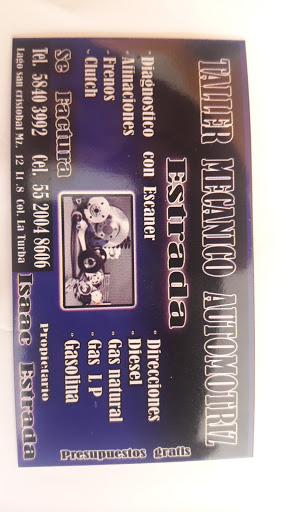 TALLER MECANICO AUTOMOTRIZ
Estrada
· Diagnostico con Escaner
· Afinaciones
· Frenos
· Clutch
· Direcciones
· Diesel
· Gas natural
· Gas L P
· Gasolina
Se Factura
Presupuestos gratis
Propietario
Tel. 5840 3992 Cel. 55 2004 8606
Isaac Estrada
Lago san cristobal Mz. 12 Lt .8 Col. La Turba